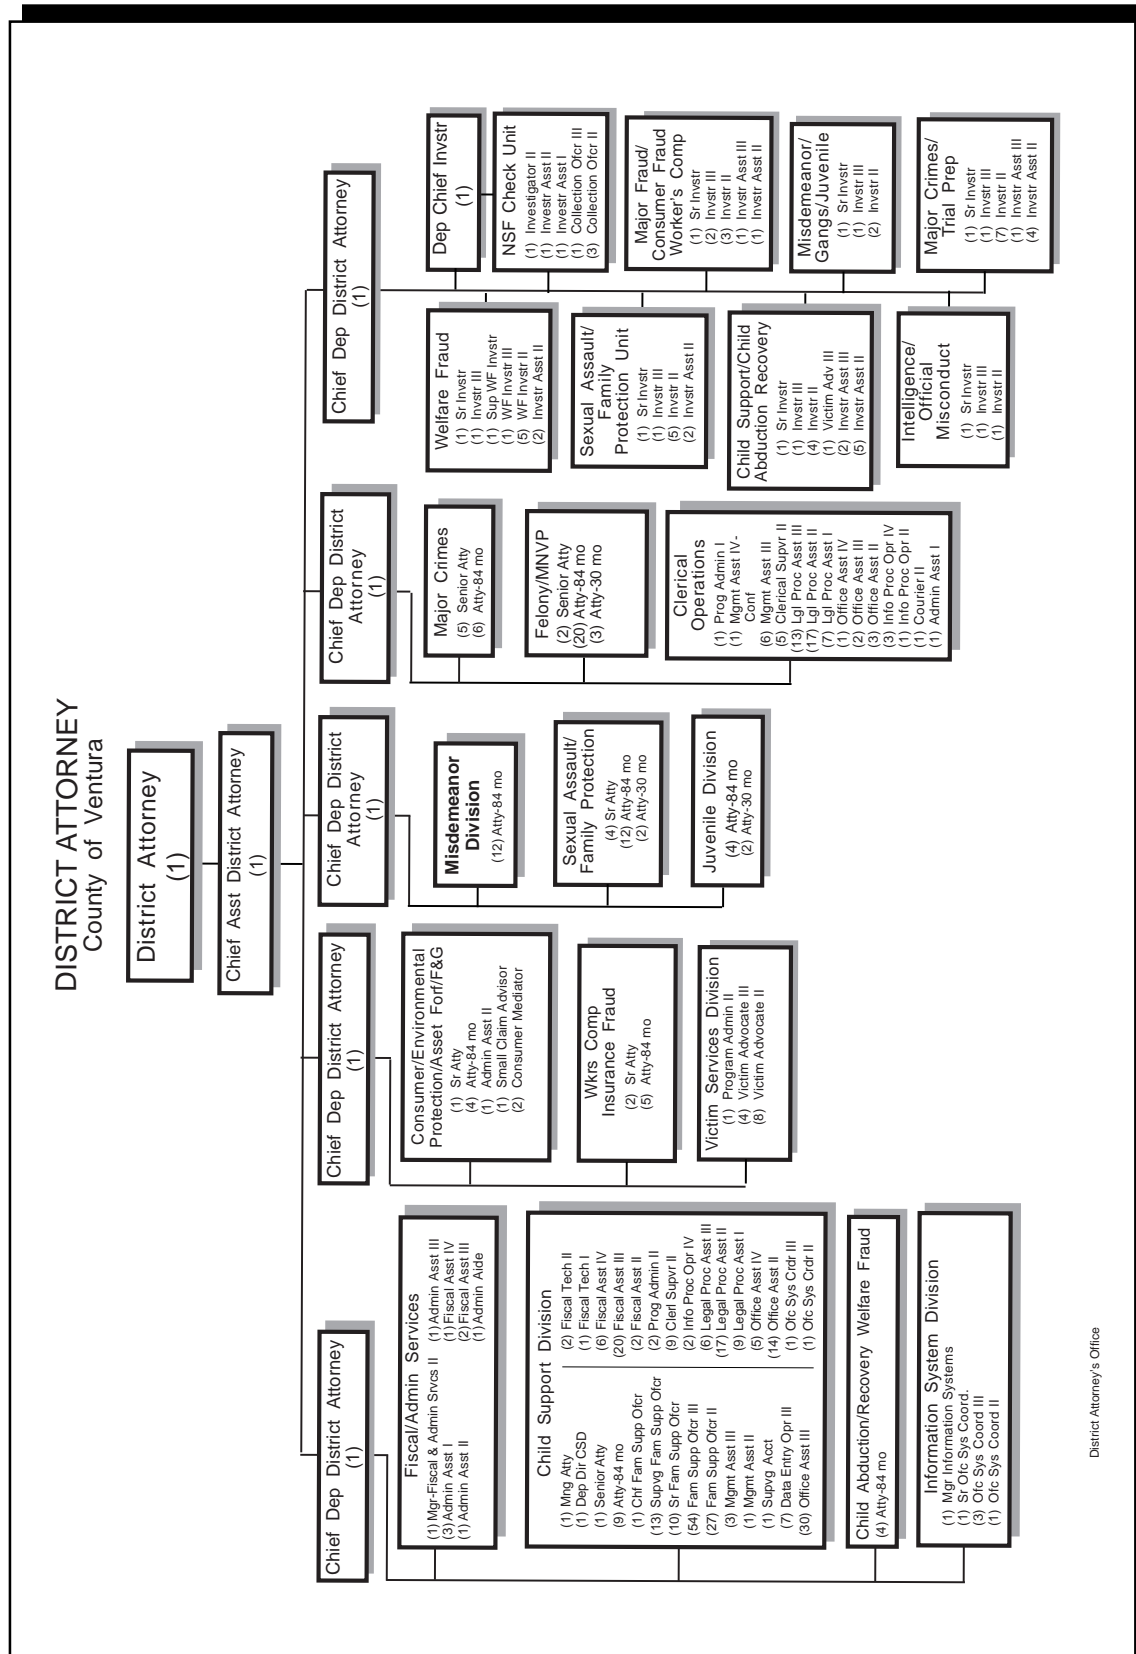 DISTRICT ATTORNEY
County of Ventura
District Attorney
(1)
Chief Asst District Attorney
(1)
Chief Dep District Attorney
(1)
Fiscal/Admin Services
(1) Mgr-Fiscal & Admin Srvcs II
(3) Admin Asst I
(1) Admin Asst II
(1) Admin Asst III
(1) Fiscal Asst IV
(2) Fiscal Asst III
(1) Admin Aide
Child Support Division
(1) Mng Atty
(1) Dep Dir CSD
(1) Senior Atty
(9) Atty-84 mo
(1) Chf Fam Supp Ofcr
(13) Supvg Fam Supp Ofcr
(10) Sr Fam Supp Ofcr
(54) Fam Supp Ofcr III
(27) Fam Supp Ofcr II
(3) Mgmt Asst III
(1) Mgmt Asst II
(1) Supvg Acct
(7) Data Entry Opr III
(30) Office Asst III
(2) Fiscal Tech II
(1) Fiscal Tech I
(6) Fiscal Asst IV
(20) Fiscal Asst III
(2) Fiscal Asst II
(2) Prog Admin II
(9) Clerl Supvr II
(2) Info Proc Opr IV
(6) Legal Proc Asst III
(17) Legal Proc Asst II
(9) Legal Proc Asst I
(5) Office Asst IV
(14) Office Asst II
(1) Ofc Sys Crdr III
(1) Ofc Sys Crdr II
Child Abduction/Recovery Welfare Fraud
(4) Atty-84 mo
Information System Division
(1) Mgr Information Systems
(1) Sr Ofc Sys Coord.
(3) Ofc Sys Coord III
(1) Ofc Sys Coord II
Chief Dep District Attorney
(1)
Consumer/Environmental
Protection/Asset Forf/F&G
(1) Sr Atty
(4) Atty-84 mo
(1) Admin Asst II
(1) Small Claim Advisor
(2) Consumer Mediator
Wkrs Comp
Insurance Fraud
(2) Sr Atty
(5) Atty-84 mo
Victim Services Division
(1) Program Admin II
(4) Victim Advocate III
(8) Victim Advocate II
Chief Dep District
Attorney
(1)
Misdemeanor
Division
(12) Atty-84 mo
Sexual Assault/
Family Protection
(4) Sr Atty
(12) Atty-84 mo
(2) Atty-30 mo
Juvenile Division
(4) Atty-84 mo
(2) Atty-30 mo
Chief Dep District
Attorney
(1)
Major Crimes
(5) Senior Atty
(6) Atty-84 mo
Felony/MNVP
(2) Senior Atty
(20) Atty-84 mo
(3) Atty-30 mo
Clerical
Operations
(1) Prog Admin I
(1) Mgmt Asst IV-
Conf
(6) Mgmt Asst III
(5) Clerical Supvr II
(13) Lgl Proc Asst III
(17) Lgl Proc Asst II
(7) Lgl Proc Asst I
(1) Office Asst IV
(2) Office Asst III
(3) Office Asst II
(3) Info Proc Opr IV
(1) Info Proc Opr II
(1) Courier II
(1) Admin Asst I
Chief Dep District Attorney
(1)
Welfare Fraud
(1) Sr Invstr
(1) Invstr III
(1) Sup WF Invstr
(1) WF Invstr III
(5) WF Invstr II
(2) Invstr Asst II
Sexual Assault/
Family
Protection Unit
(1) Sr Invstr
(1) Invstr III
(5) Invstr II
(2) Invstr Asst II
Child Support/Child
Abduction Recovery
(1) Sr Invstr
(1) Invstr III
(4) Invstr II
(1) Victim Adv III
(2) Invstr Asst III
(5) Invstr Asst II
Intelligence/
Official
Misconduct
(1) Sr Invstr
(1) Invstr III
(1) Invstr II
Dep Chief Invstr
(1)
NSF Check Unit
(1) Investigator II
(1) Investr Asst II
(1) Investr Asst I
(1) Collection Ofcr III
(3) Collection Ofcr II
Major Fraud/
Consumer Fraud
Worker's Comp
(1) Sr Invstr
(2) Invstr III
(3) Invstr II
(1) Invstr Asst III
(1) Invstr Asst II
Misdemeanor/
Gangs/Juvenile
(1) Sr Invstr
(1) Invstr III
(2) Invstr II
Major Crimes/
Trial Prep
(1) Sr Invstr
(1) Invstr III
(7) Invstr II
(1) Invstr Asst III
(4) Invstr Asst II
District Attorney's Office